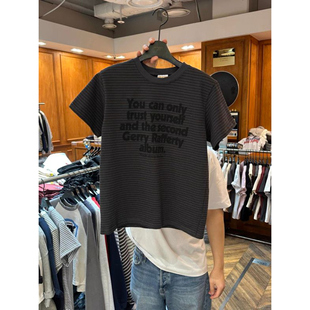 You can only
trust yourself
and the second
Gerry Rafferty
album.